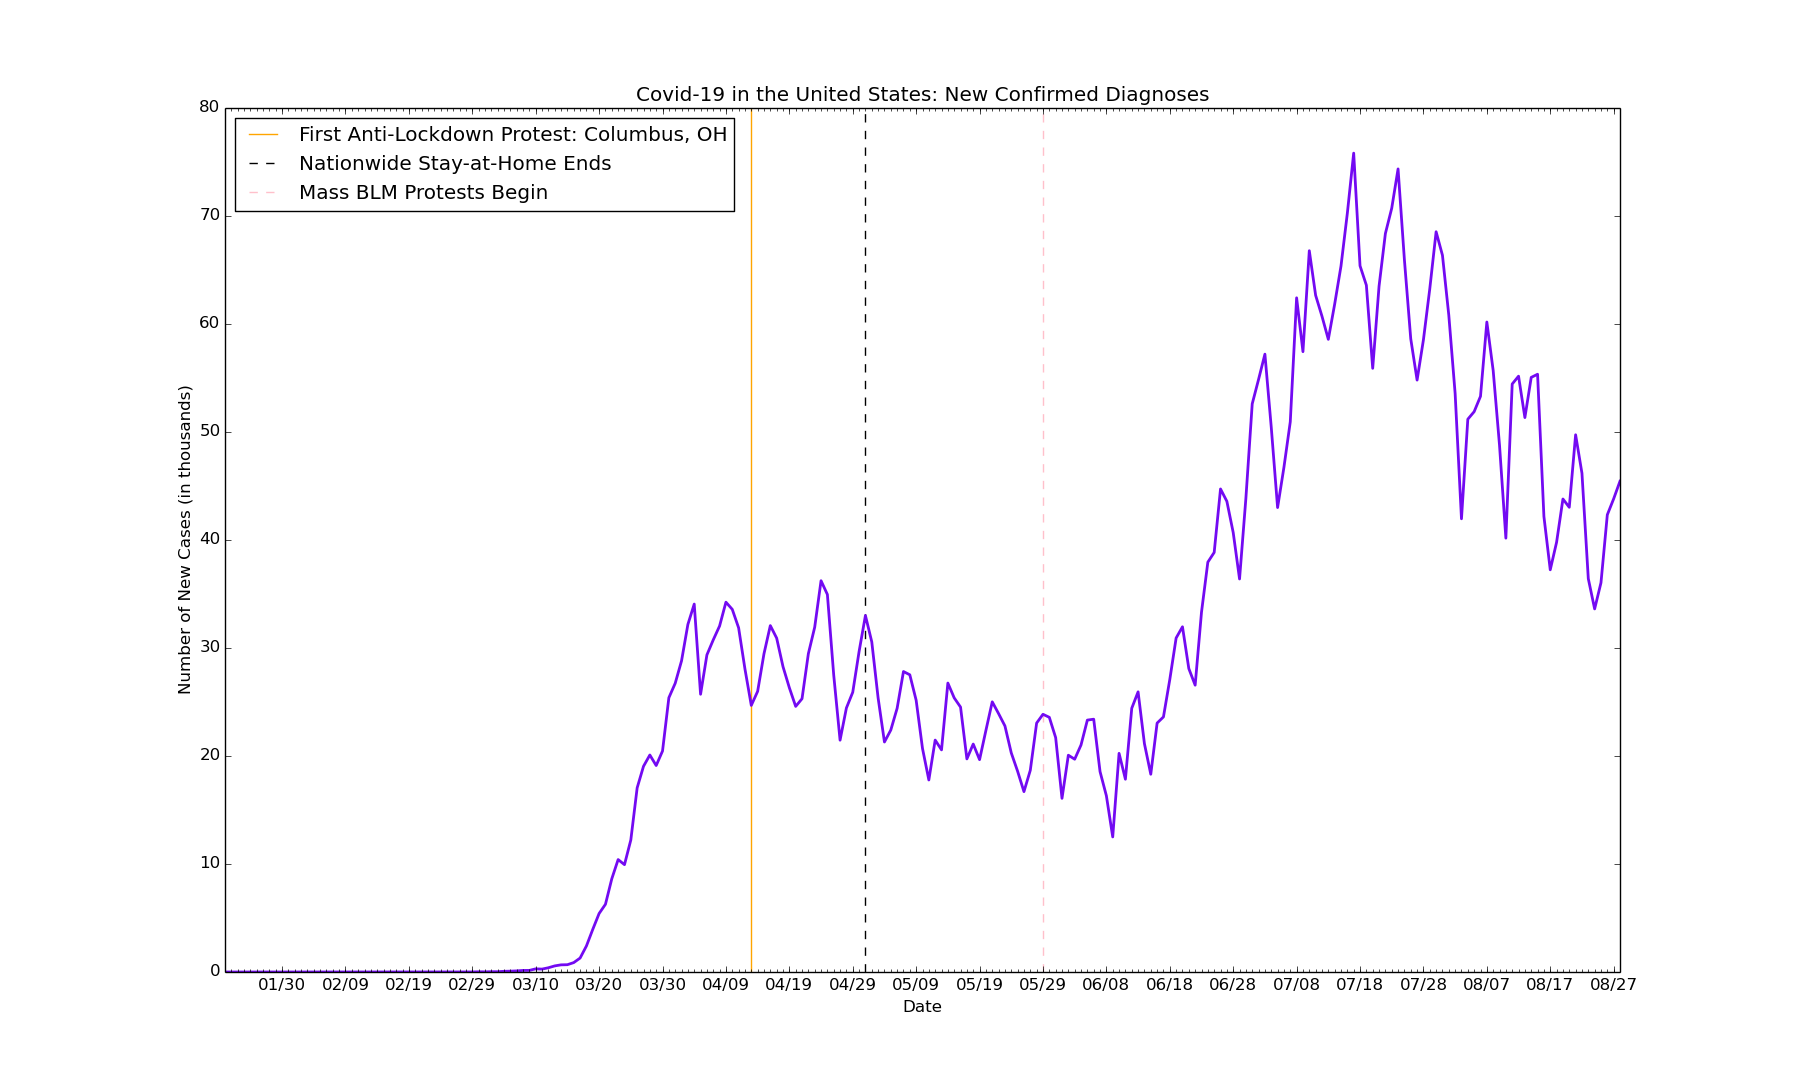 Covid-19 in the United States: New Confirmed Diagnoses
First Anti-Lockdown Protest: Columbus, OH
Nationwide Stay-at-Home Ends
Mass BLM Protests Begin
Number of New Cases (in thousands)
80
70
60
50
40
30
20
10
0
01/30 02/09 02/19 02/29 03/10 03/20 03/30 04/09 04/19 04/29 05/09 05/19 05/29 06/08 06/18 06/28 07/08 07/18 07/28 08/07 08/17 08/27
Date